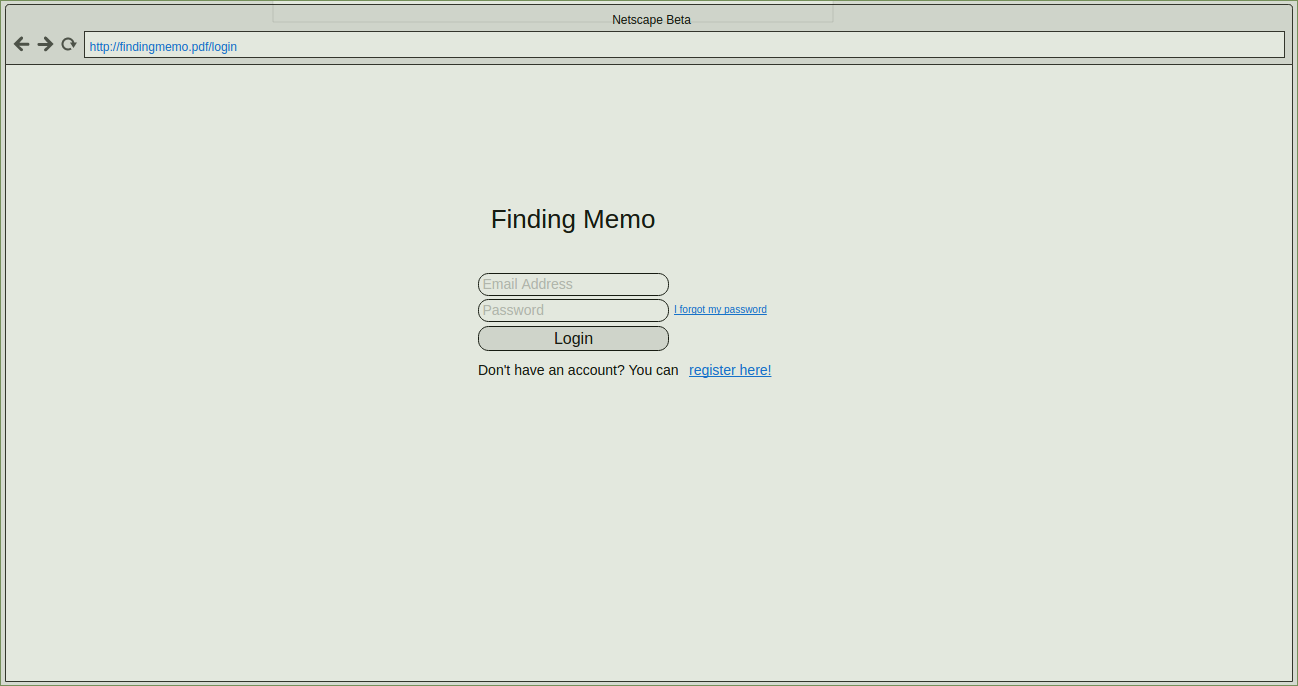 Netscape Beta
http://findingmemo.pdf/login
Finding Memo
Email Address
Password
I forgot my password
Login
Don't have an account? You can register here!